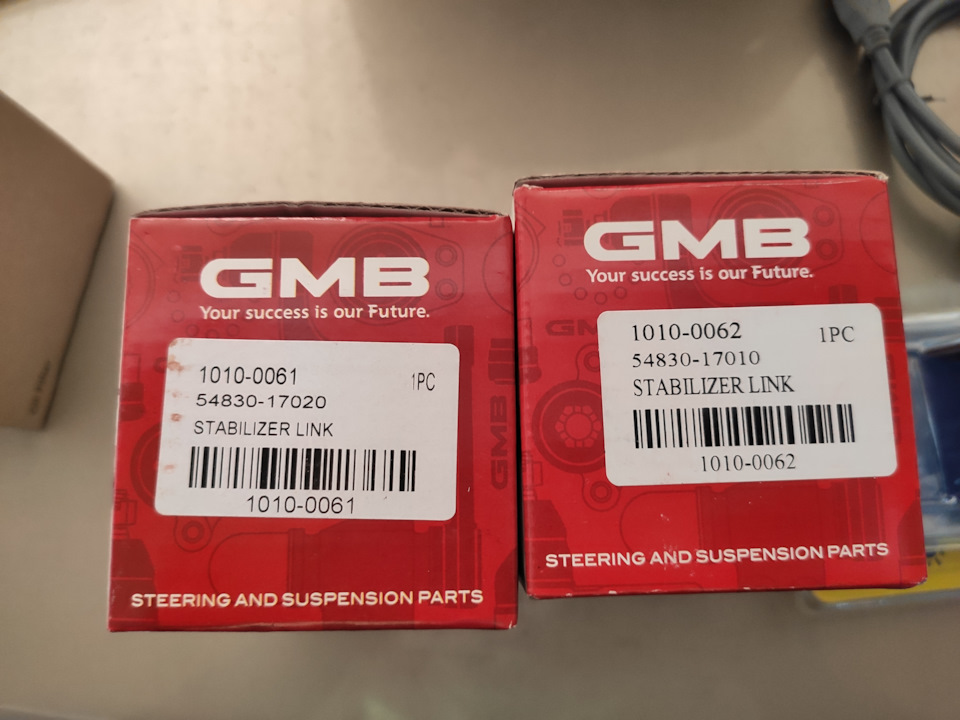 GMB
Your success is our Future.
1010-0061 1PC
54830-17020
STABILIZER LINK
1010-0061
STEERING AND SUSPENSION PARTS
GMB
Your success is our Future.
1010-0062 1PC
54830-17010
STABILIZER LINK
1010-0062
STEERING AND SUSPENSION PARTS
GMB
GMB